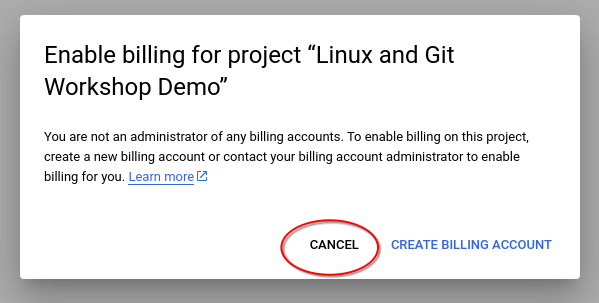 Enable billing for project “Linux and Git
Workshop Demo”
You are not an administrator of any billing accounts. To enable billing on this project,
create a new billing account or contact your billing account administrator to enable
billing for you. Learn more
CANCEL CREATE BILLING ACCOUNT